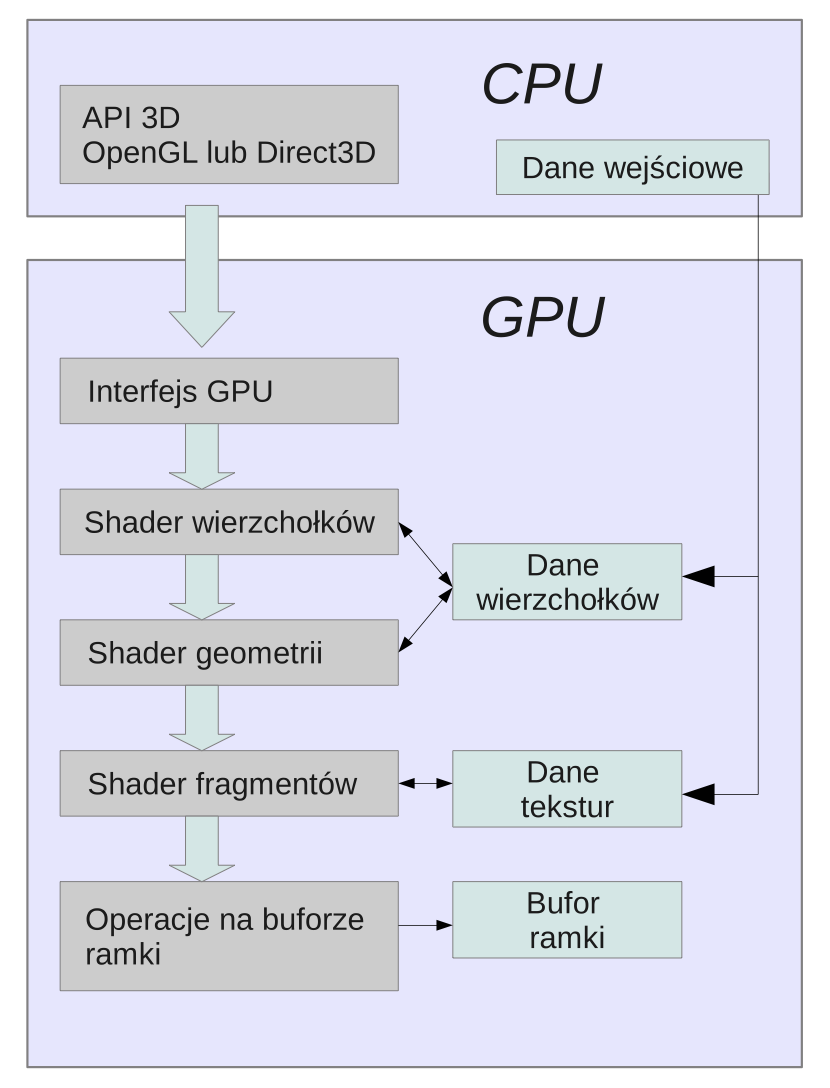 CPU
API 3D
OpenGL lub Direct3D
Dane wejściowe
GPU
Interfejs GPU
Shader wierzchołków
Dane
wierzchołków
Shader geometrii
Shader fragmentów
Dane
tekstur
Operacje na buforze
ramki
Bufor
ramki